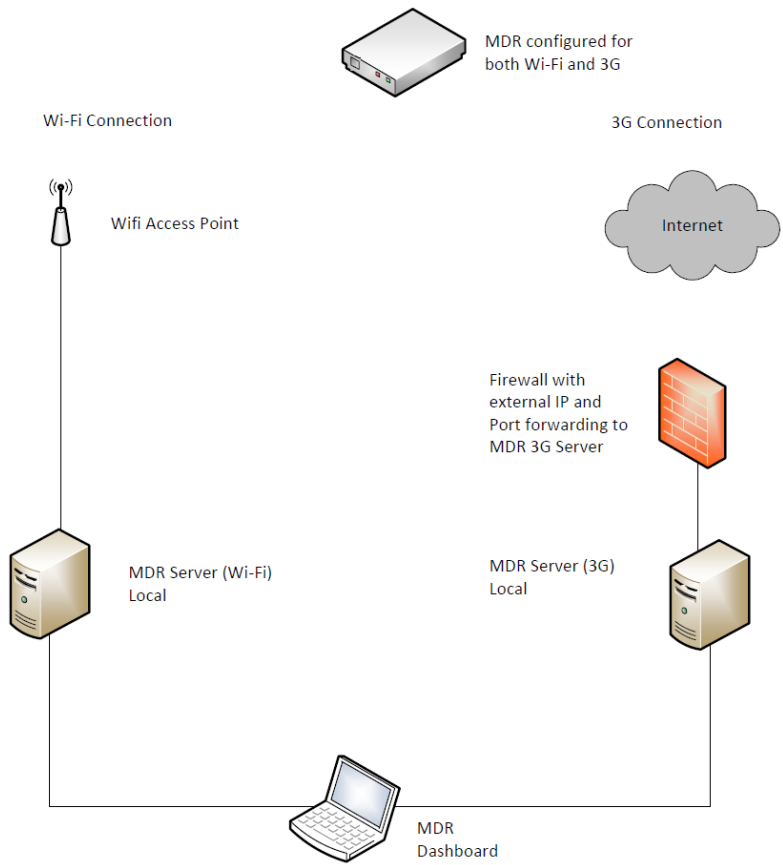 MDR configured for
both Wi-Fi and 3G
Wi-Fi Connection
3G Connection
Wifi Access Point
Internet
Firewall with
external IP and
Port forwarding to
MDR 3G Server
MDR Server (Wi-Fi)
Local
MDR Server (3G)
Local
MDR
Dashboard